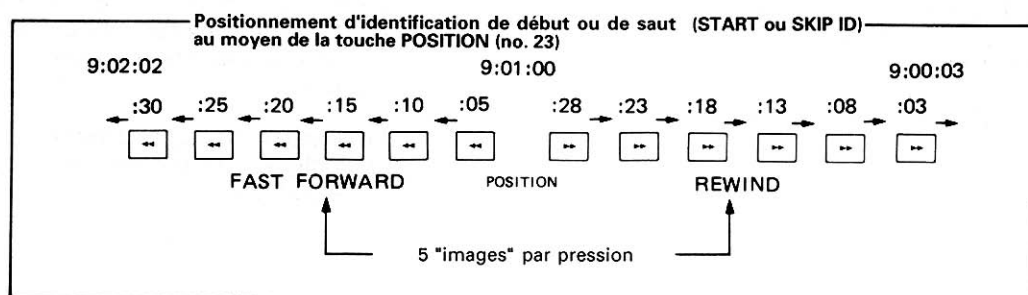 Positionnement d'identification de début ou de saut (START ou SKIP ID)
au moyen de la touche POSITION (no. 23)
9:02:02 9:01:00 9:00:03
:30 :25 :20 :15 :10 :05 :28 :23 :18 :13 :08 :03
FAST FORWARD POSITION REWIND
5 "images" par pression